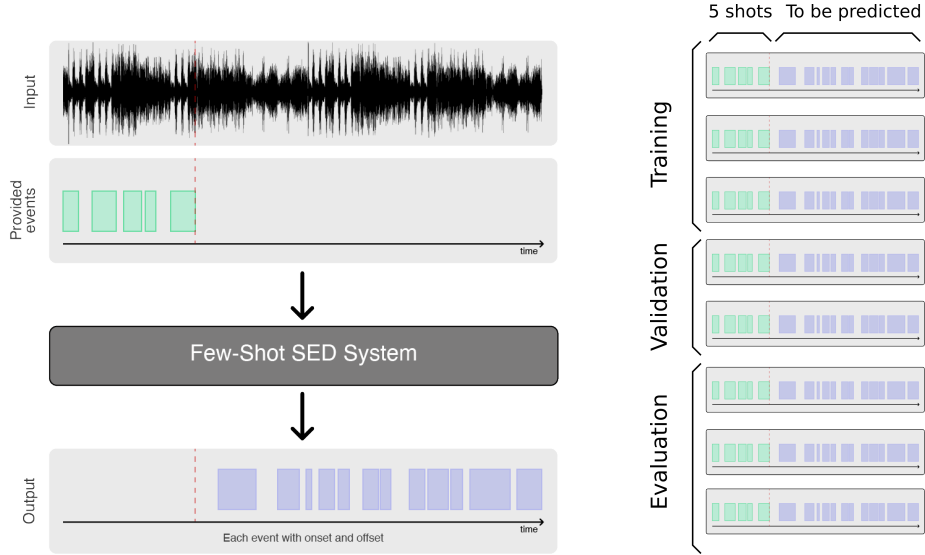 Input
Provided
events
time
Few-Shot SED System
Output
time
Each event with onset and offset
5 shots To be predicted
Training
Validation
Evaluation